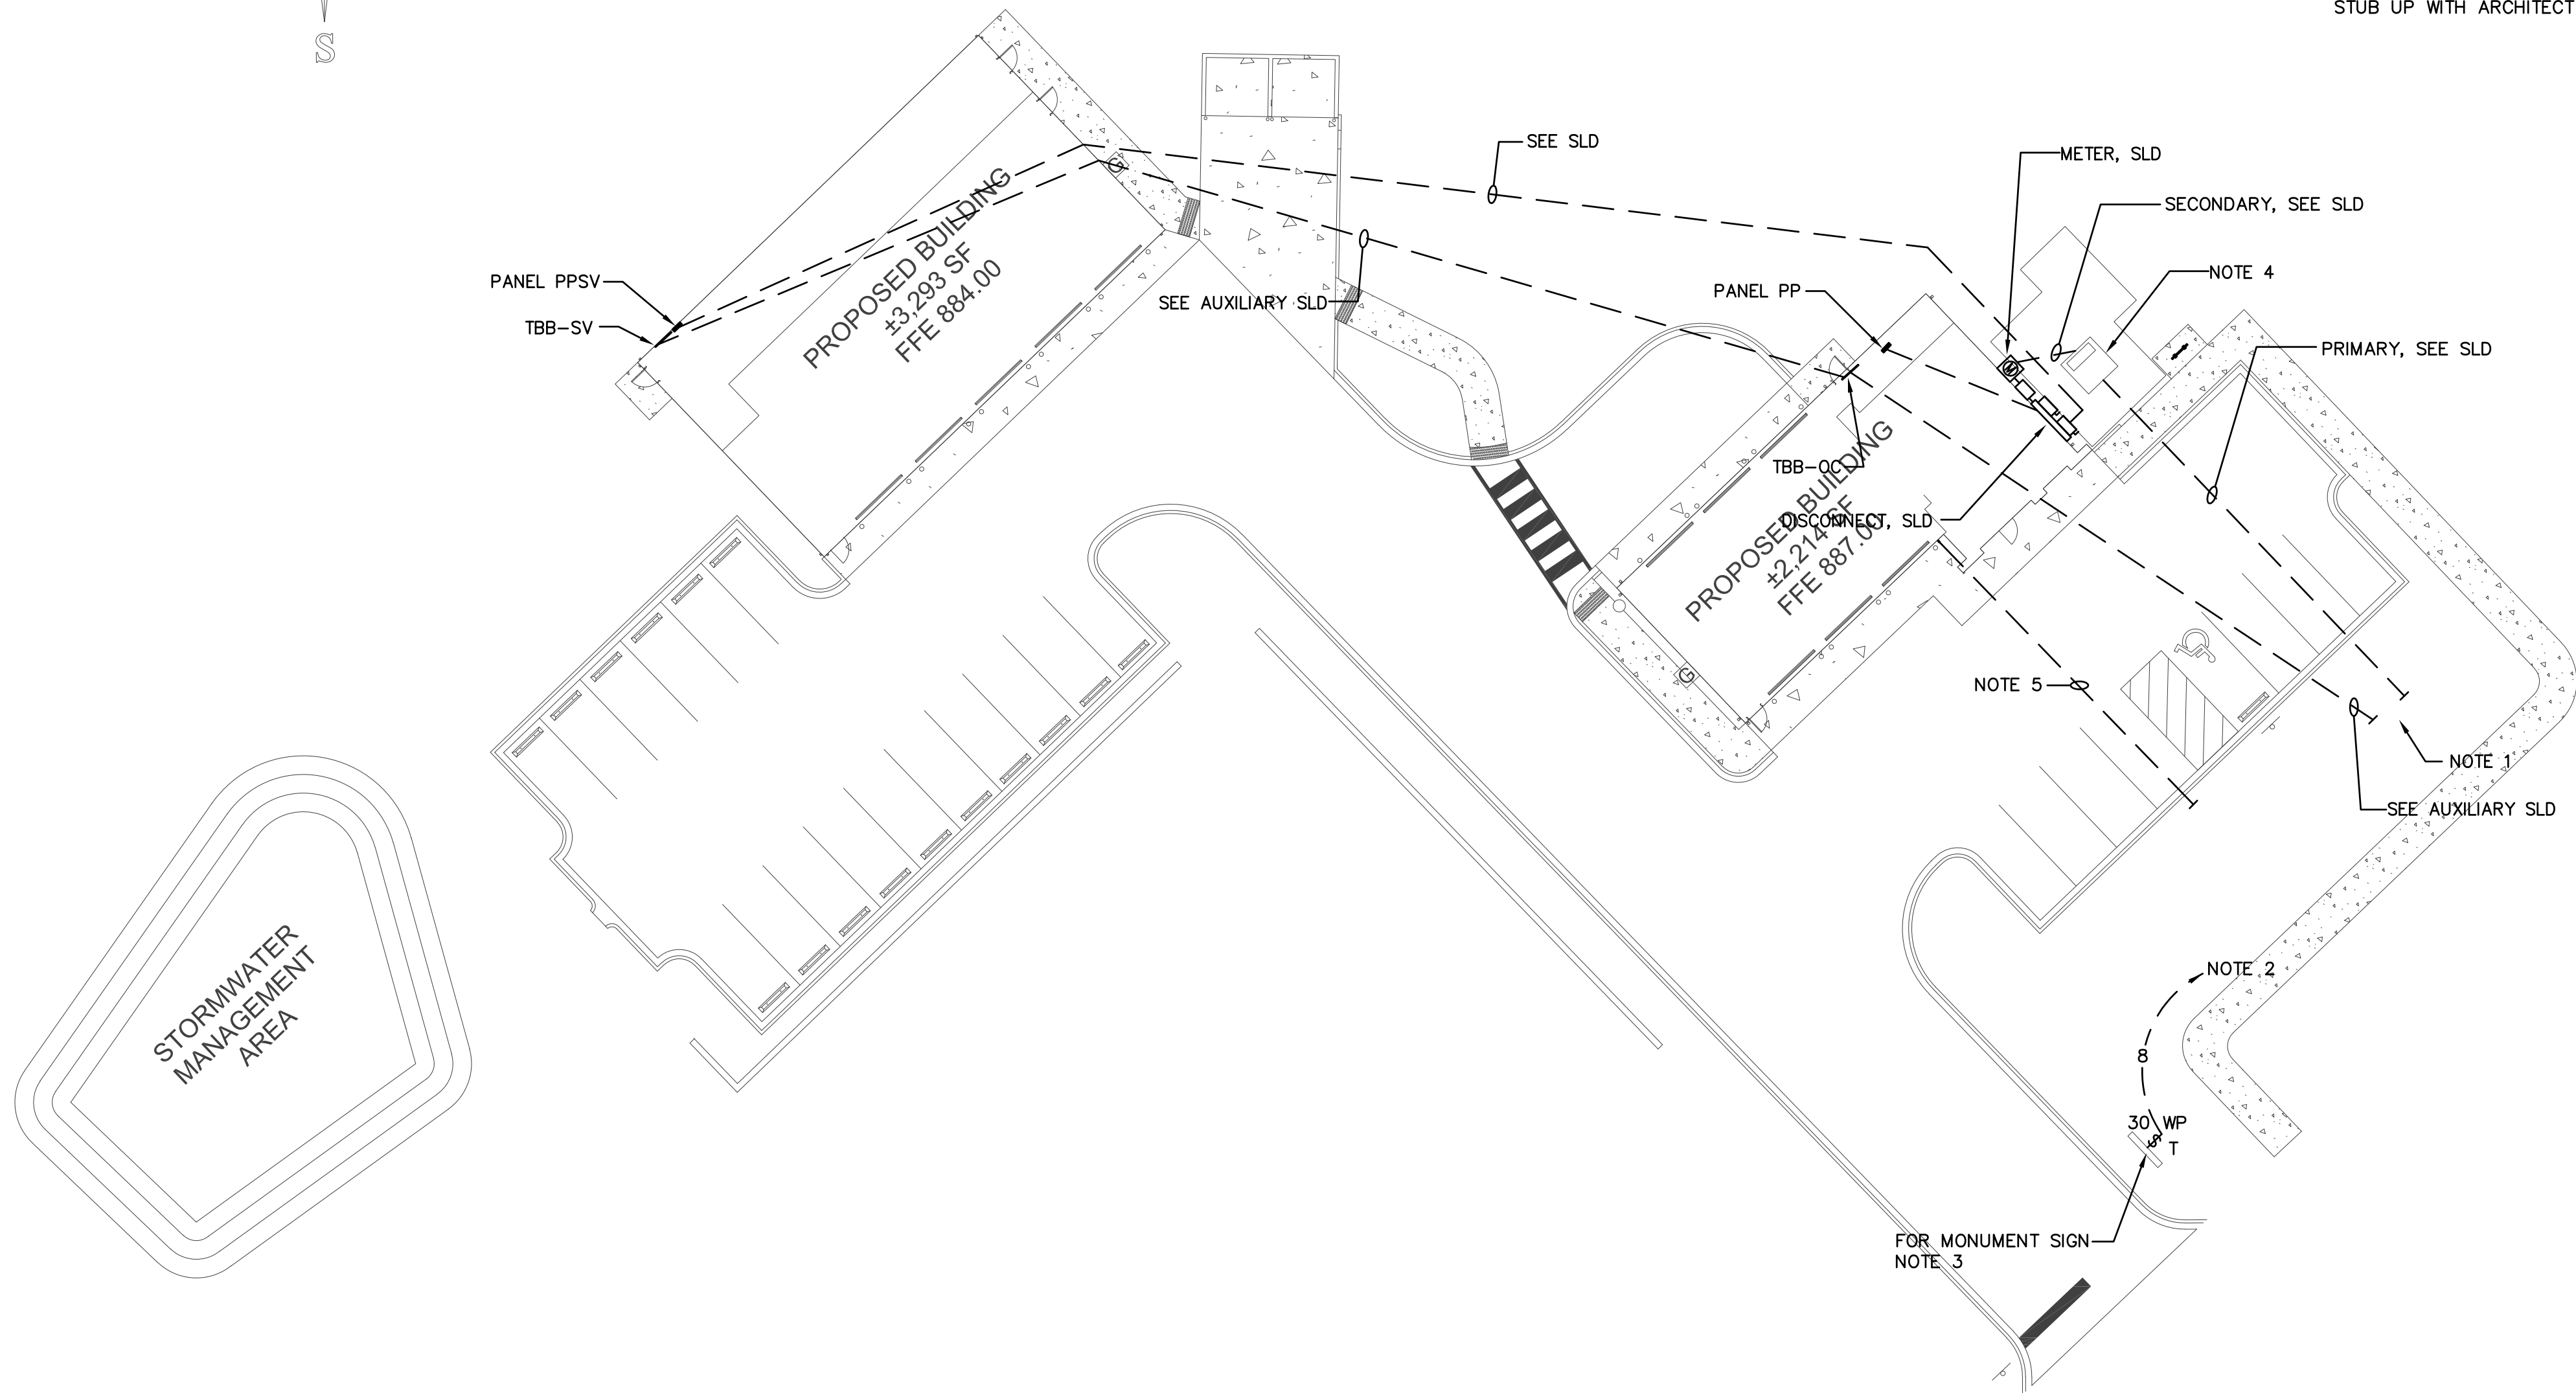 STUB UP WITH ARCHITECT
S
SEE SLD
METER, SLD
SECONDARY, SEE SLD
NOTE 4
PANEL PPSV
TBB-SV
G
PROPOSED BUILDING
±3,293 SF
FFE 884.00
SEE AUXILIARY SLD
PANEL PP
M
PRIMARY, SEE SLD
TBB-OC
DISCONNECT, SLD
PROPOSED BUILDING
±2,214 SF
FFE 887.00
G
NOTE 5
NOTE 1
SEE AUXILIARY SLD
STORMWATER
MANAGEMENT
AREA
NOTE 2
8
30 WP
S
T
FOR MONUMENT SIGN
NOTE 3